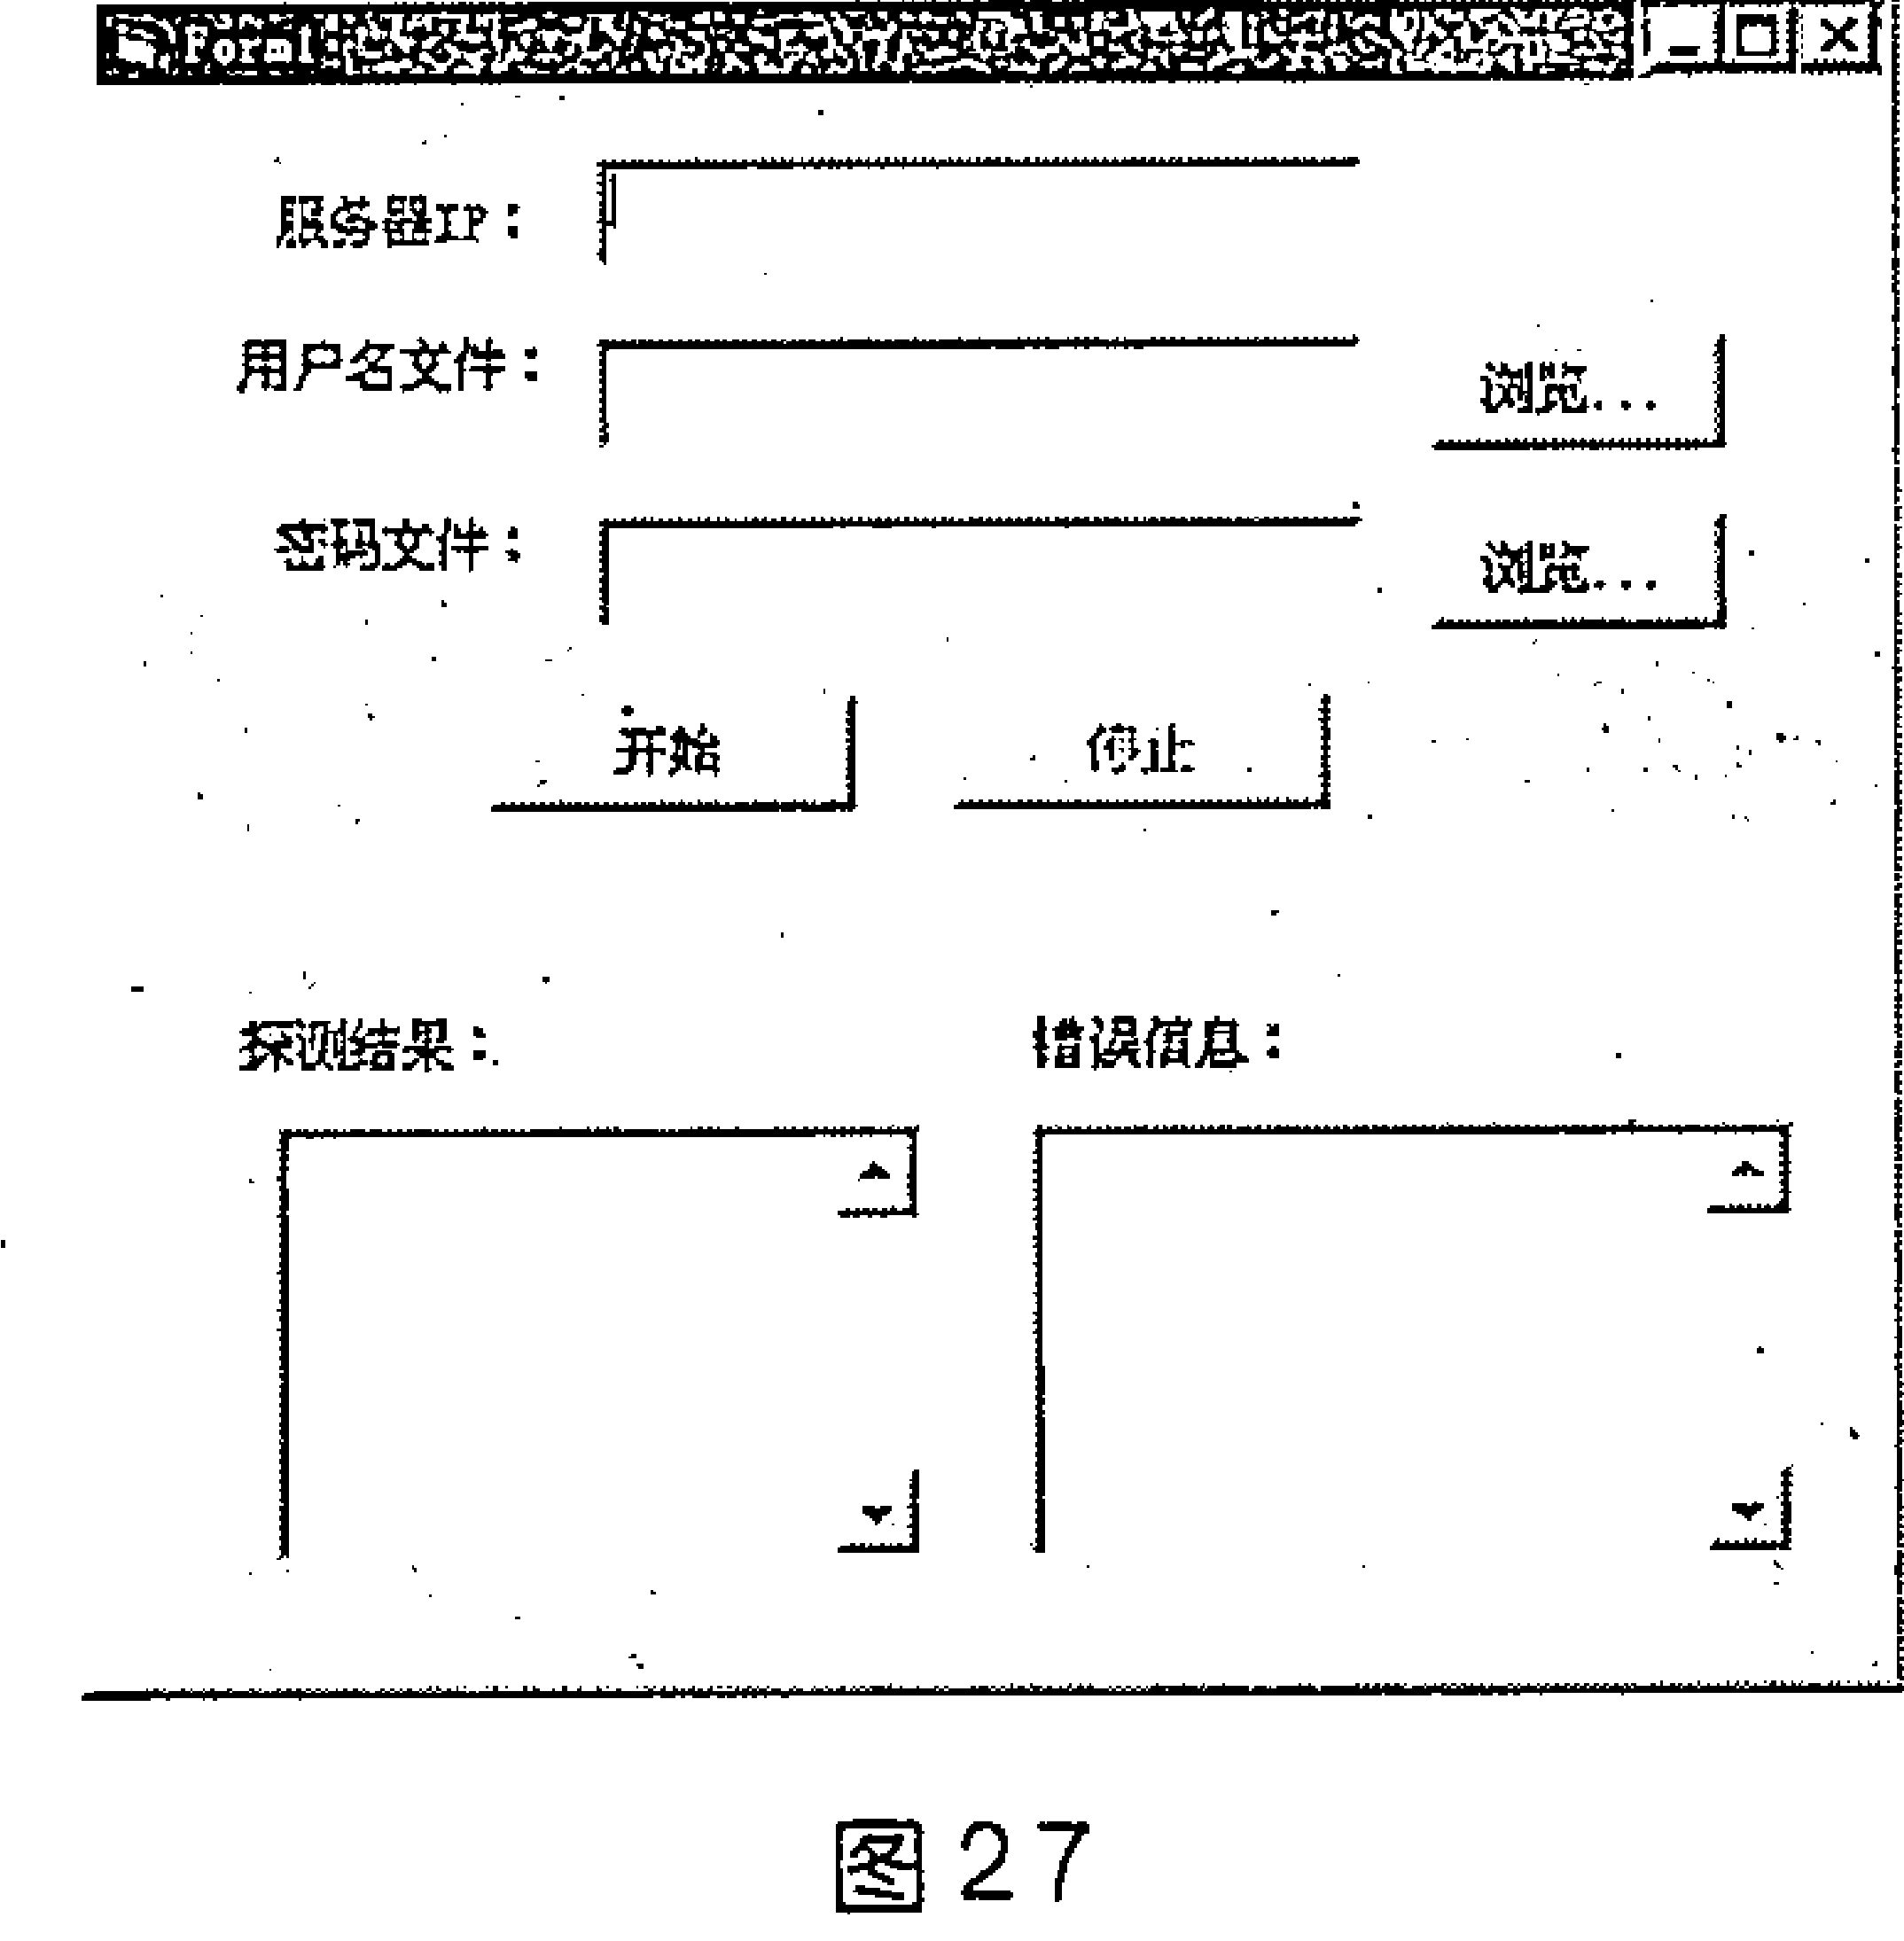 Form1
服务器IP：
用户名文件：
浏览...
密码文件：
浏览...
开始 停止
探测结果： 错误信息：
图27